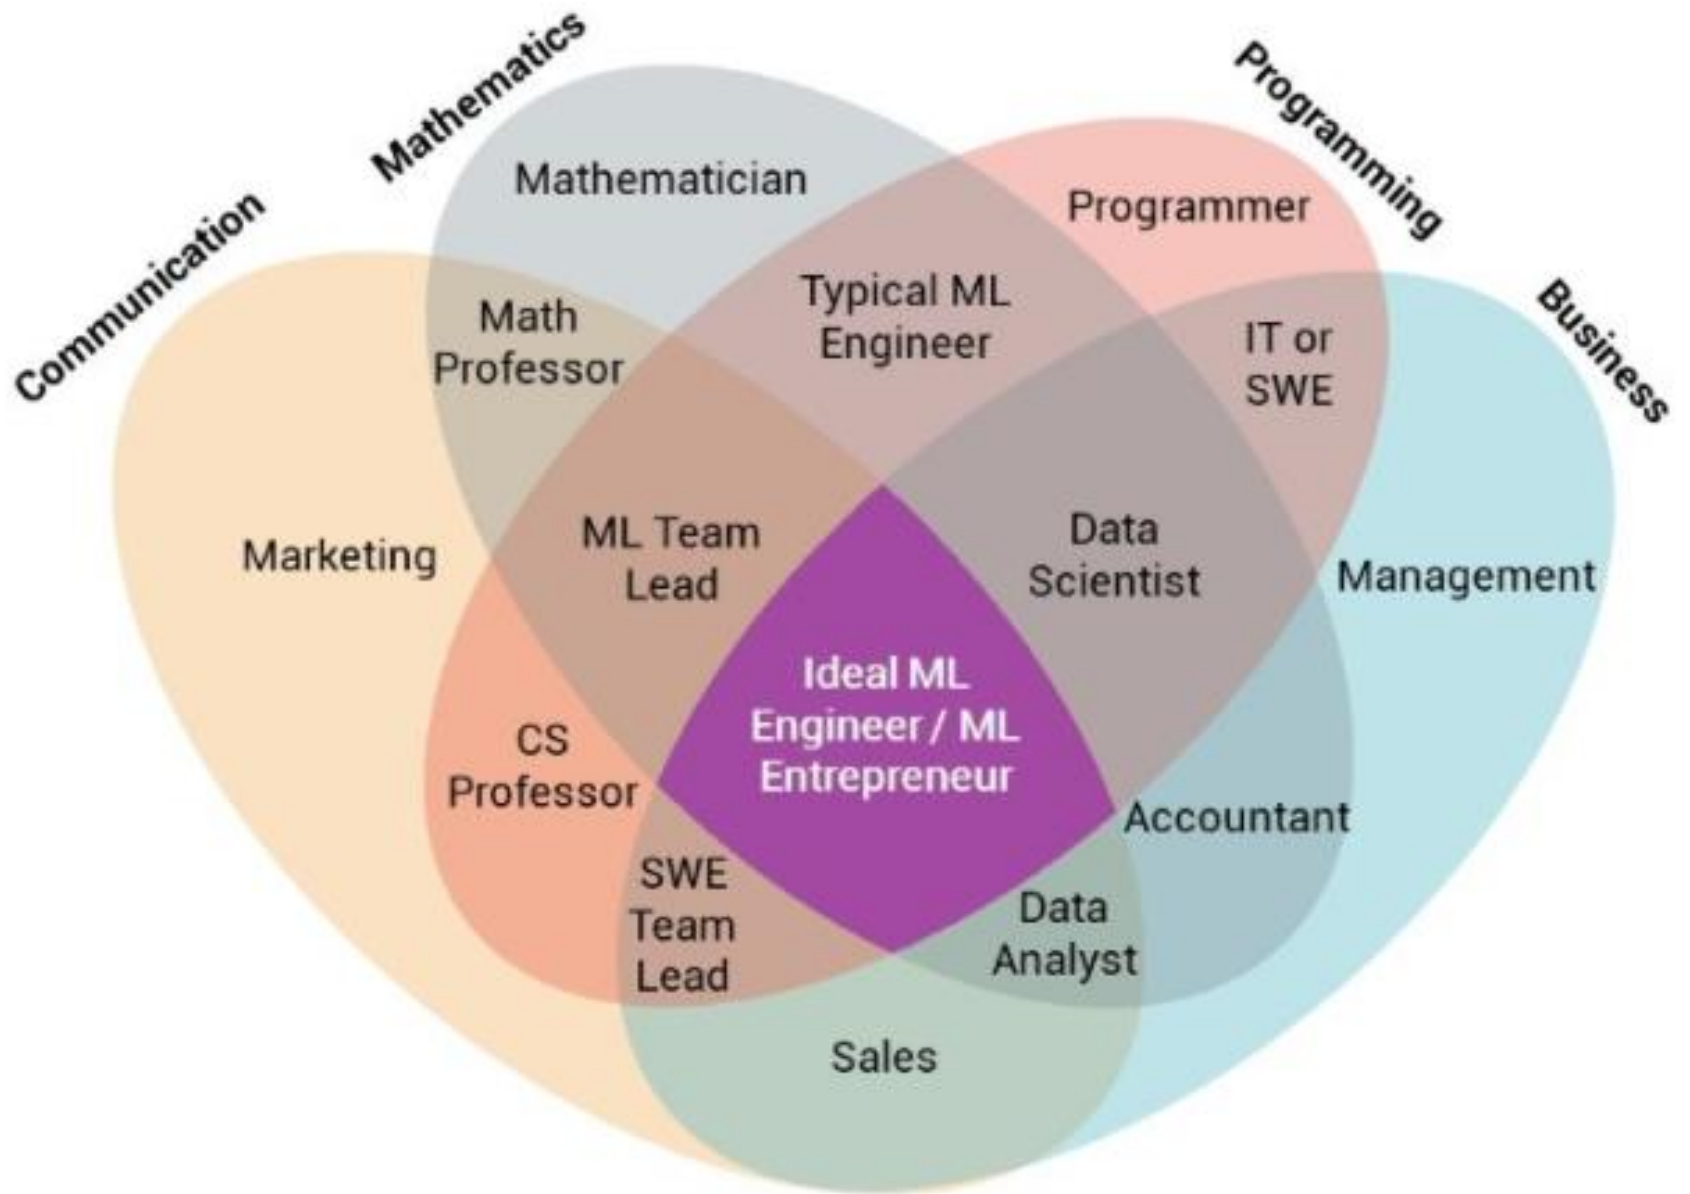 Communication
Mathematics
Programming
Business
Mathematician
Programmer
Math
Professor
Typical ML
Engineer
IT or
SWE
Marketing
ML Team
Lead
Data
Scientist
Management
Ideal ML
Engineer / ML
Entrepreneur
CS
Professor
Accountant
SWE
Team
Lead
Data
Analyst
Sales